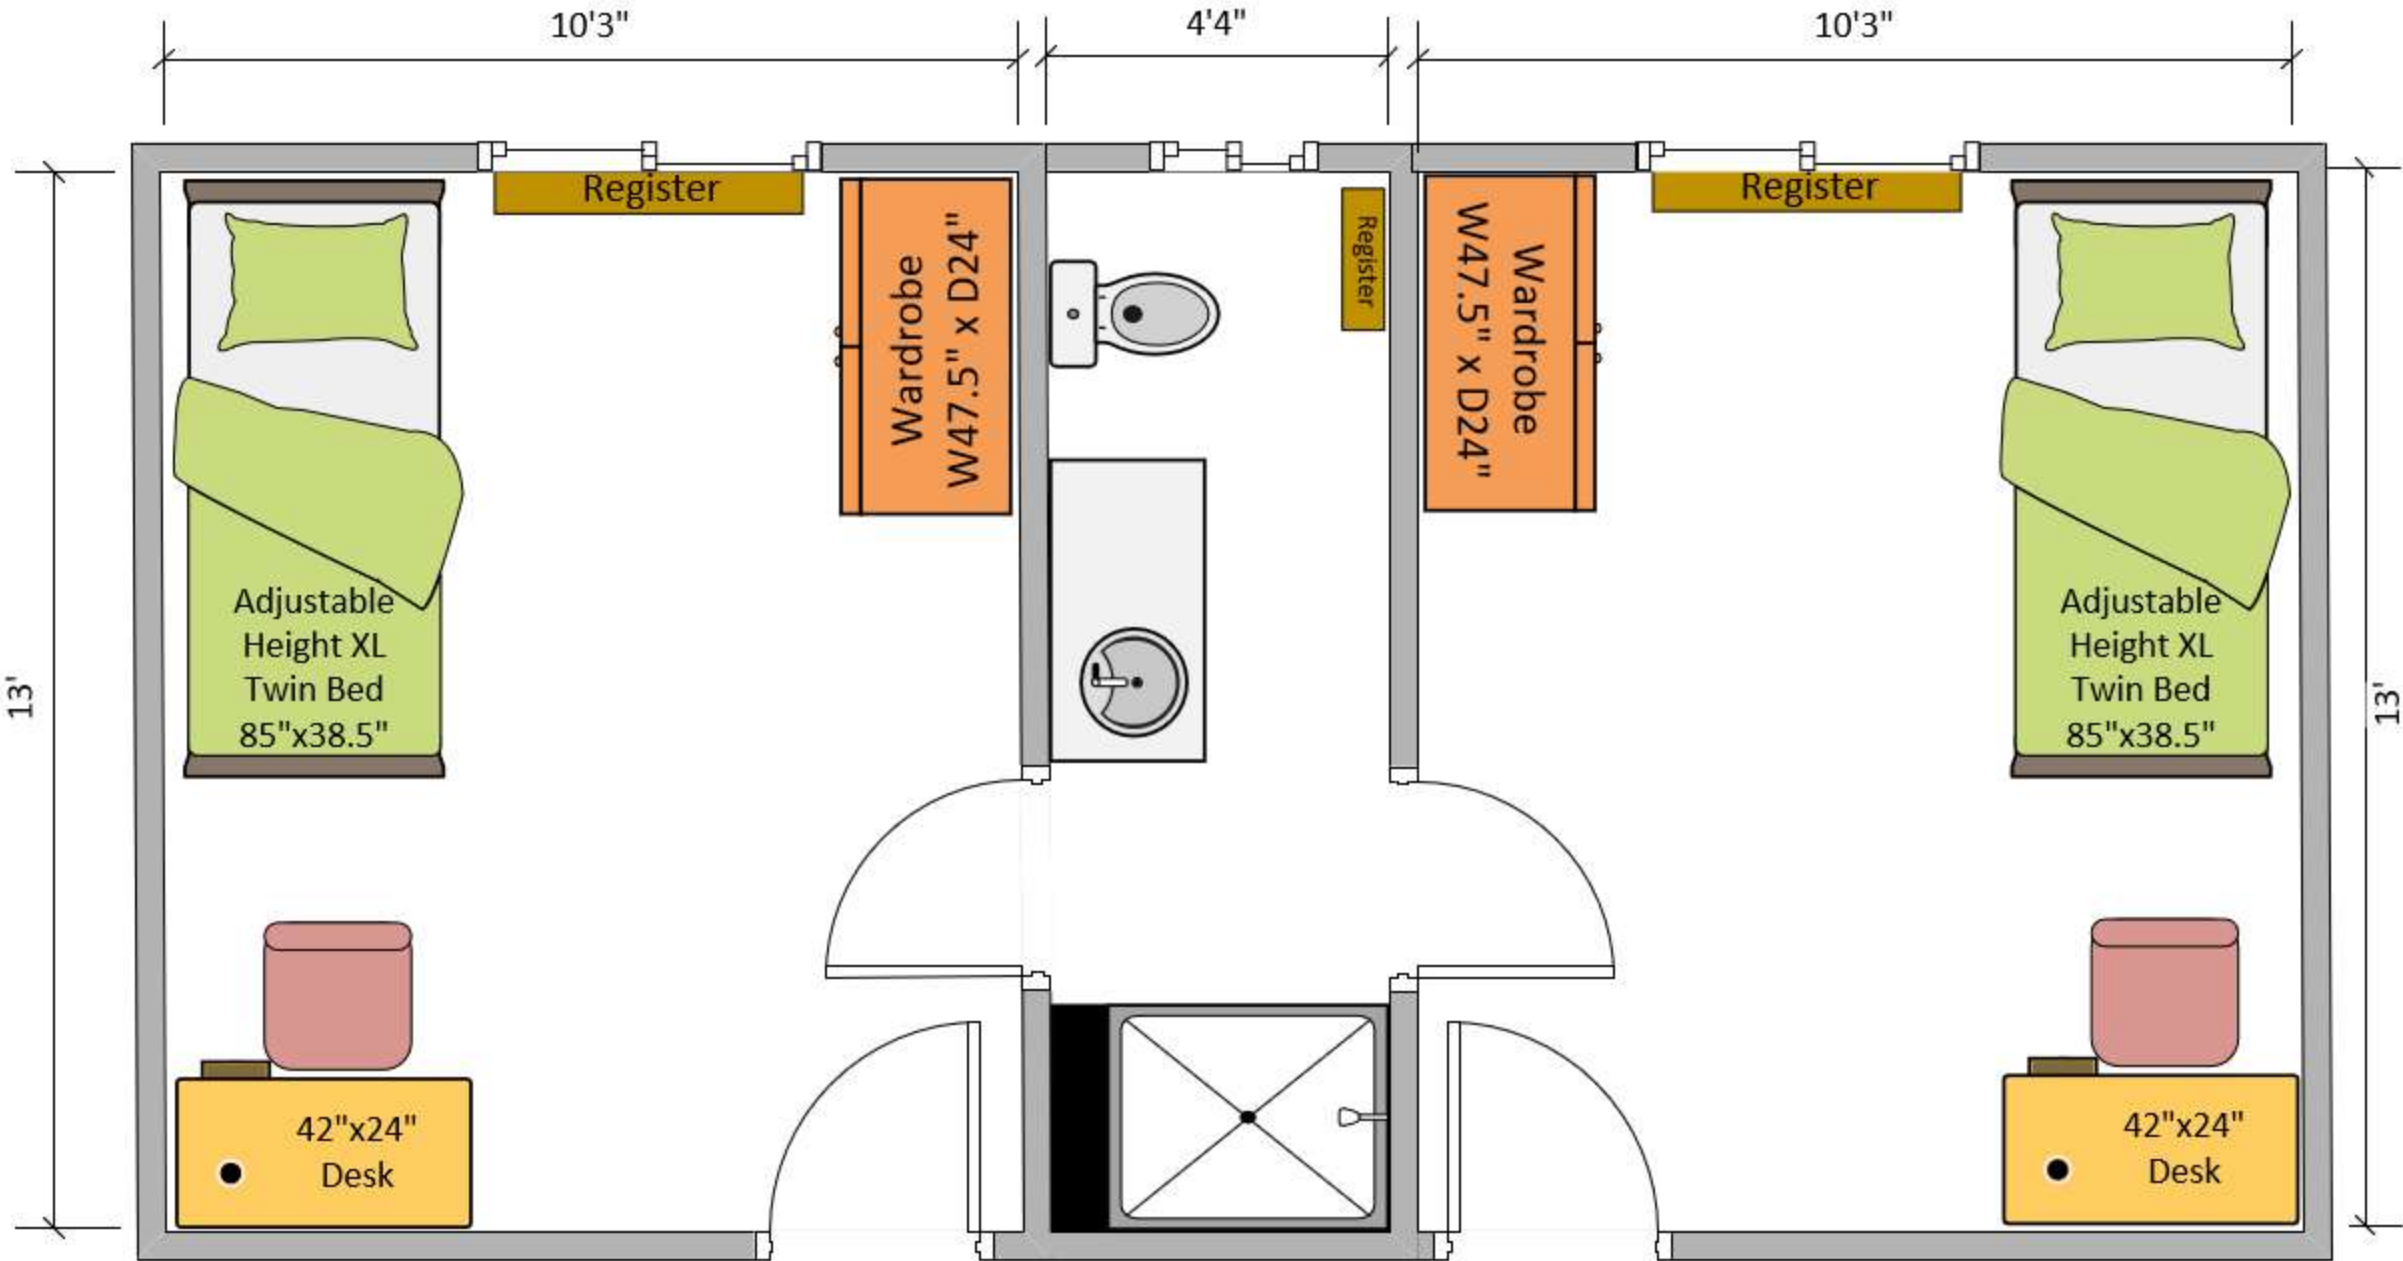 10'3"
4'4"
10'3"
Register
Register
Wardrobe
W47.5" x D24"
Register
Wardrobe
W47.5" x D24"
Adjustable
Height XL
Twin Bed
85"x38.5"
Adjustable
Height XL
Twin Bed
85"x38.5"
13'
13'
42"x24"
Desk
42"x24"
Desk